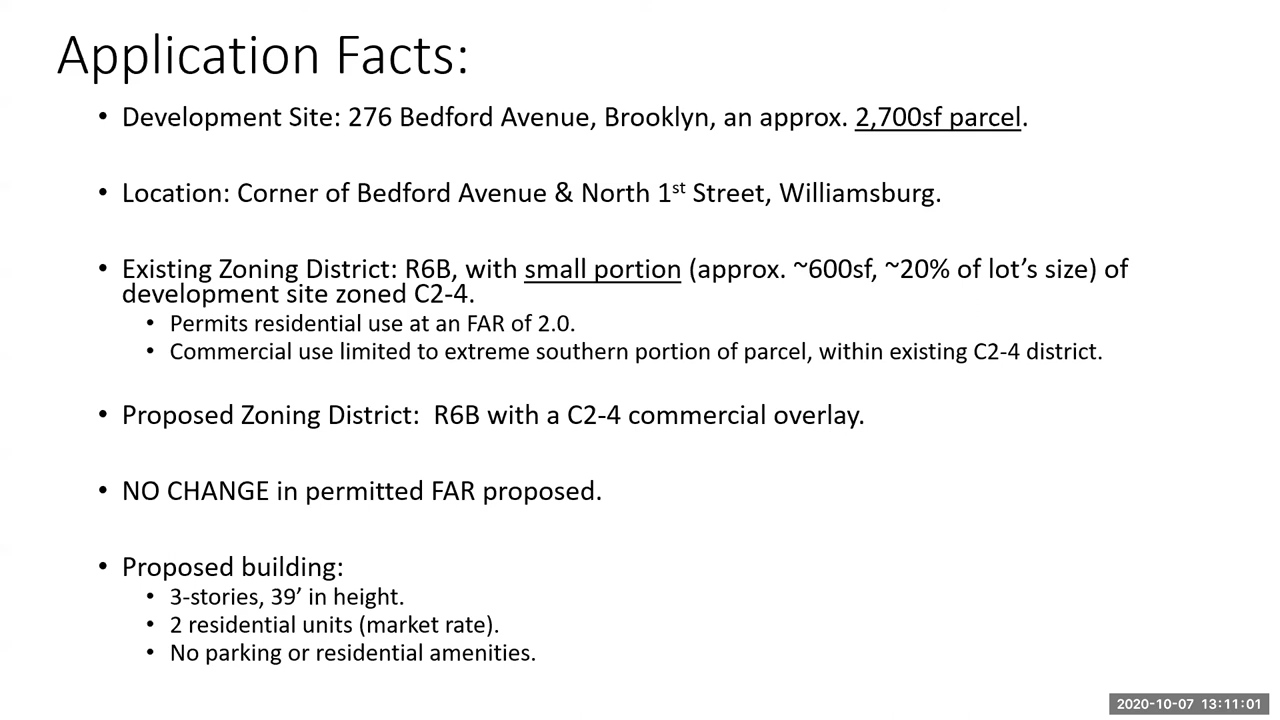 Application Facts:
• Development Site: 276 Bedford Avenue, Brooklyn, an approx. 2,700sf parcel.
• Location: Corner of Bedford Avenue & North 1st Street, Williamsburg.
• Existing Zoning District: R6B, with small portion (approx. ~600sf, ~20% of lot’s size) of
development site zoned C2-4.
• Permits residential use at an FAR of 2.0.
• Commercial use limited to extreme southern portion of parcel, within existing C2-4 district.
• Proposed Zoning District:  R6B with a C2-4 commercial overlay.
• NO CHANGE in permitted FAR proposed.
• Proposed building:
• 3-stories, 39’ in height.
• 2 residential units (market rate).
• No parking or residential amenities.
2020-10-07 13:11:01